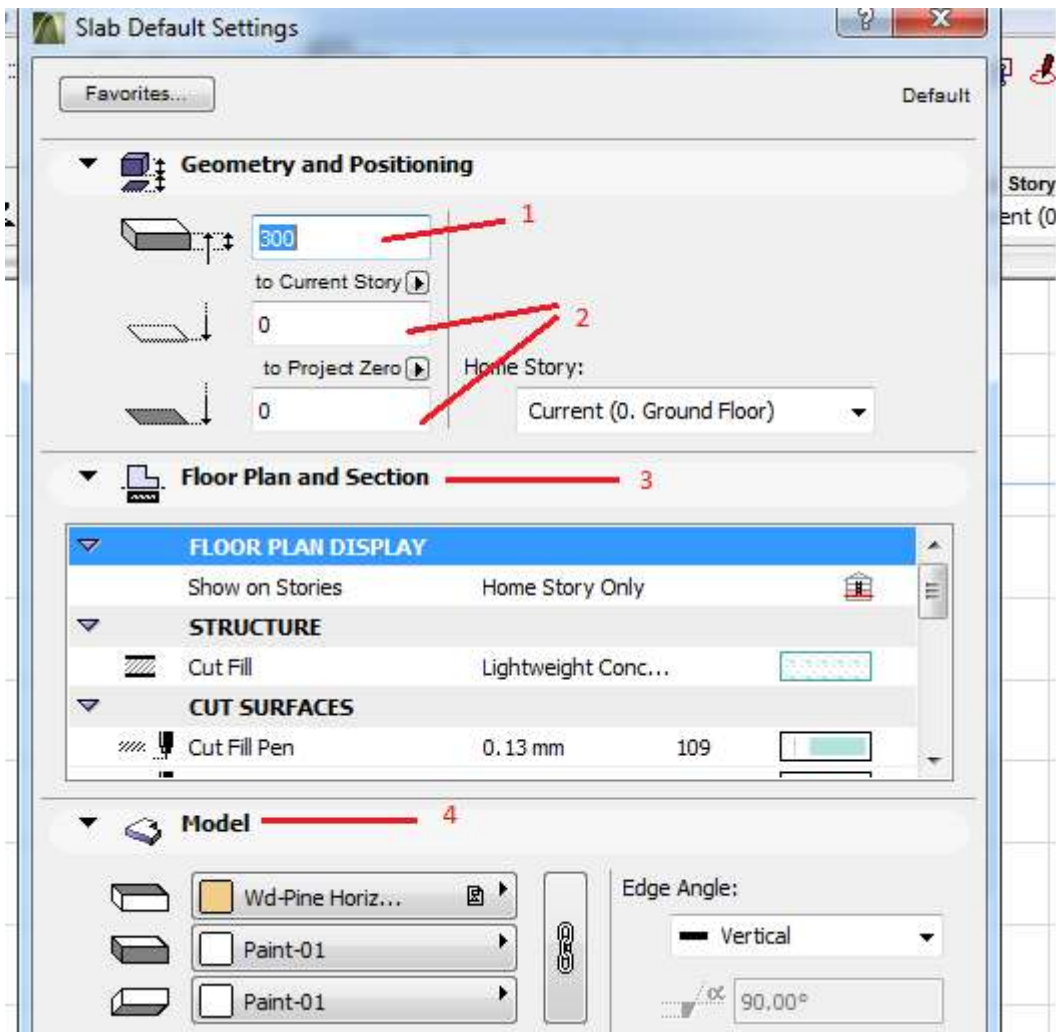 Slab Default Settings
?
Favorites...
Default
Geometry and Positioning
300
1
to Current Story
0
2
to Project Zero
Home Story:
0
Current (0. Ground Floor)
Floor Plan and Section
3
FLOOR PLAN DISPLAY
Show on Stories Home Story Only
STRUCTURE
Cut Fill Lightweight Conc...
CUT SURFACES
Cut Fill Pen 0.13 mm 109
Model
4
Wd-Pine Horiz...
Edge Angle:
Paint-01
Vertical
Paint-01
α
90,00°
Story
ent (0